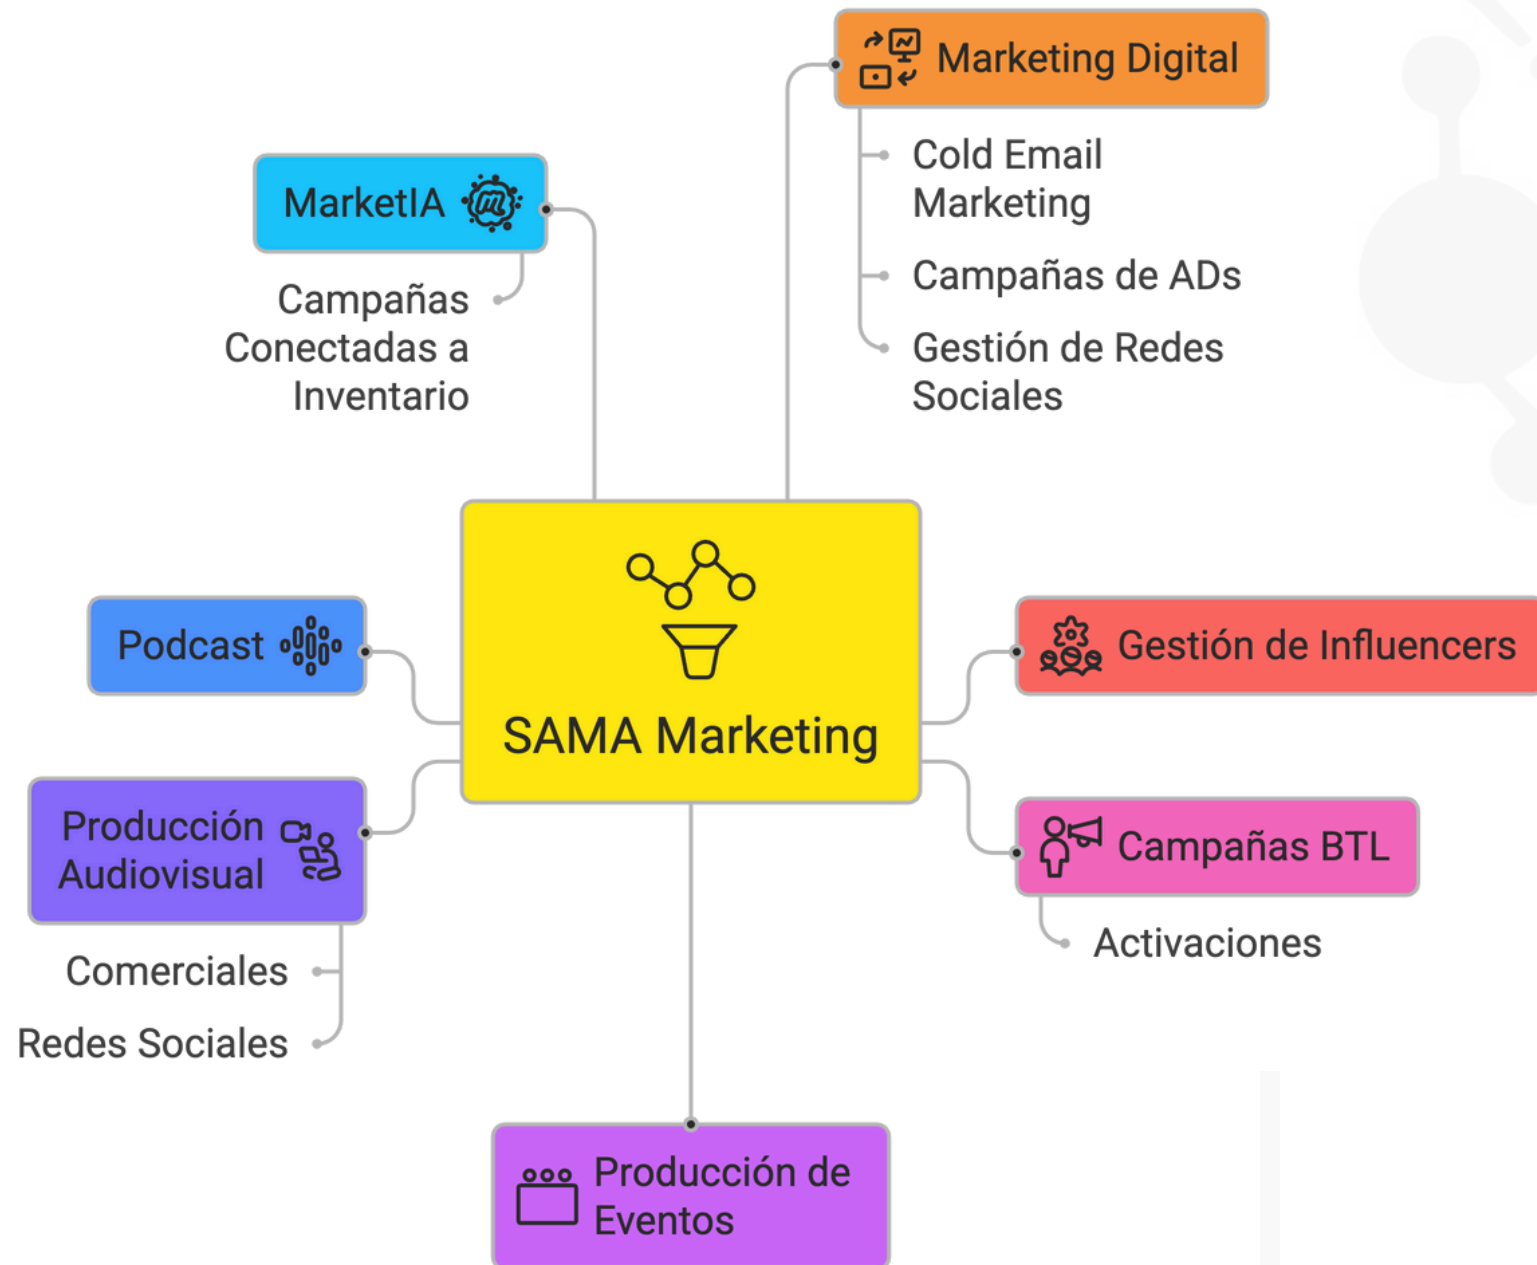 Marketing Digital
Cold Email
Marketing
Campañas de ADs
Gestión de Redes
Sociales
MarketIA
Campañas
Conectadas a
Inventario
SAMA Marketing
Podcast
Gestión de Influencers
Producción
Audiovisual
Comerciales
Redes Sociales
Campañas BTL
Activaciones
Producción de
Eventos